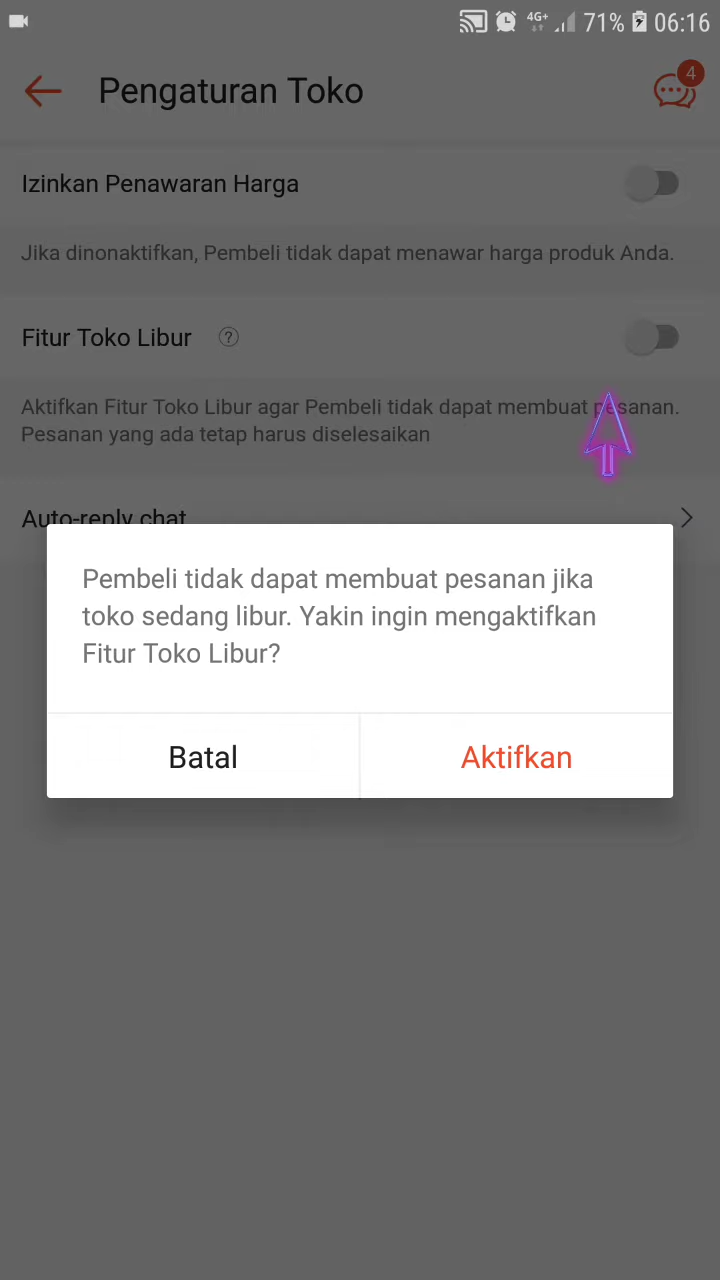 4G+ 71% 06:16
Pengaturan Toko
4
Izinkan Penawaran Harga
Jika dinonaktifkan, Pembeli tidak dapat menawar harga produk Anda.
Fitur Toko Libur ?
Aktifkan Fitur Toko Libur agar Pembeli tidak dapat membuat pesanan.
Pesanan yang ada tetap harus diselesaikan
Auto-reply chat
Pembeli tidak dapat membuat pesanan jika
toko sedang libur. Yakin ingin mengaktifkan
Fitur Toko Libur?
Batal
Aktifkan